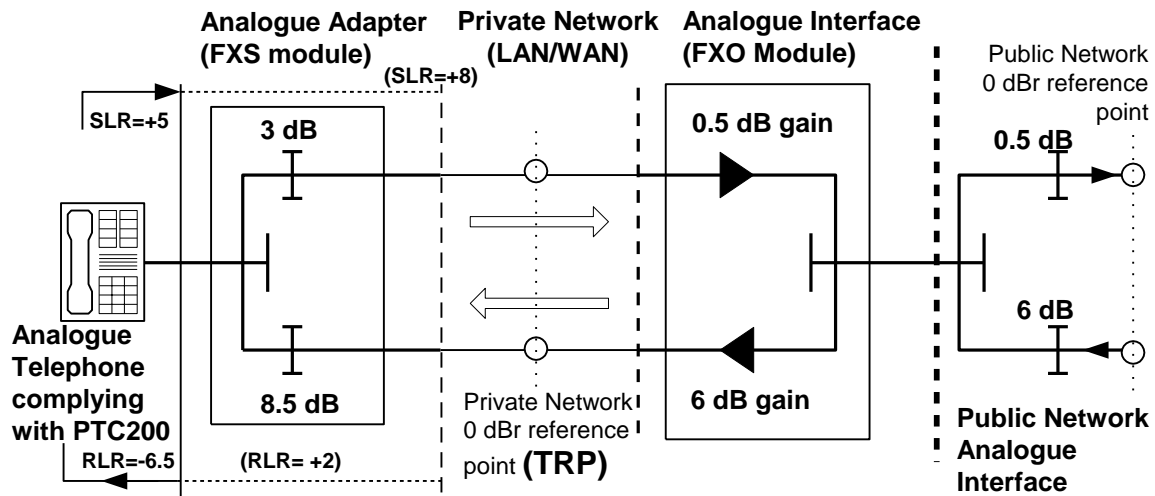 Analogue Adapter
(FXS module)
Private Network
(LAN/WAN)
Analogue Interface
(FXO Module)
Public Network
0 dBr reference
point
(SLR=+8)
SLR=+5
3 dB
0.5 dB gain
0.5 dB
6 dB
Analogue
Telephone
complying
with PTC200
8.5 dB
Private Network
0 dBr reference
point (TRP)
6 dB gain
Public Network
Analogue
Interface
RLR=-6.5
(RLR= +2)